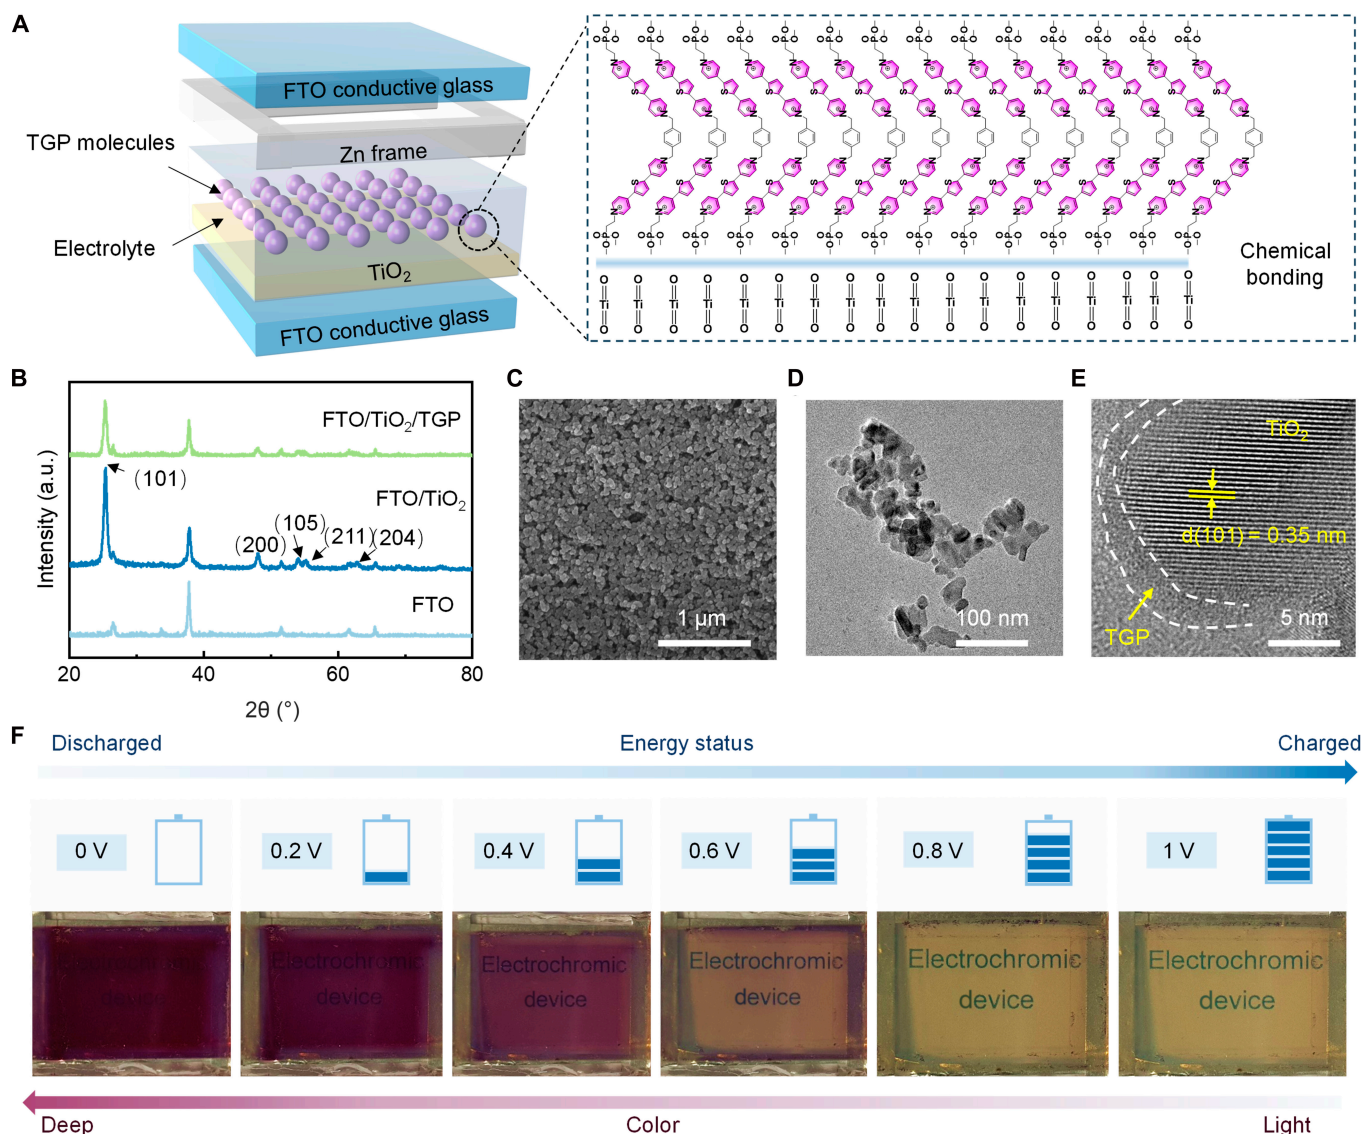 A
FTO conductive glass
TGP molecules
Zn frame
Electrolyte
TiO2
FTO conductive glass
Chemical
bonding
B
FTO/TiO2/TGP
(101)
FTO/TiO2
(200)
(105)
(211)
(204)
FTO
Intensity (a.u.)
20
40
60
80
2θ (°)
C
1 μm
D
100 nm
E
TiO2
d(101) = 0.35 nm
TGP
5 nm
F
Discharged
Energy status
Charged
0 V
0.2 V
0.4 V
0.6 V
0.8 V
1 V
Electrochromic
device
Electrochromic
device
Electrochromic
device
Electrochromic
device
Electrochromic
device
Electrochromic
device
Deep
Color
Light